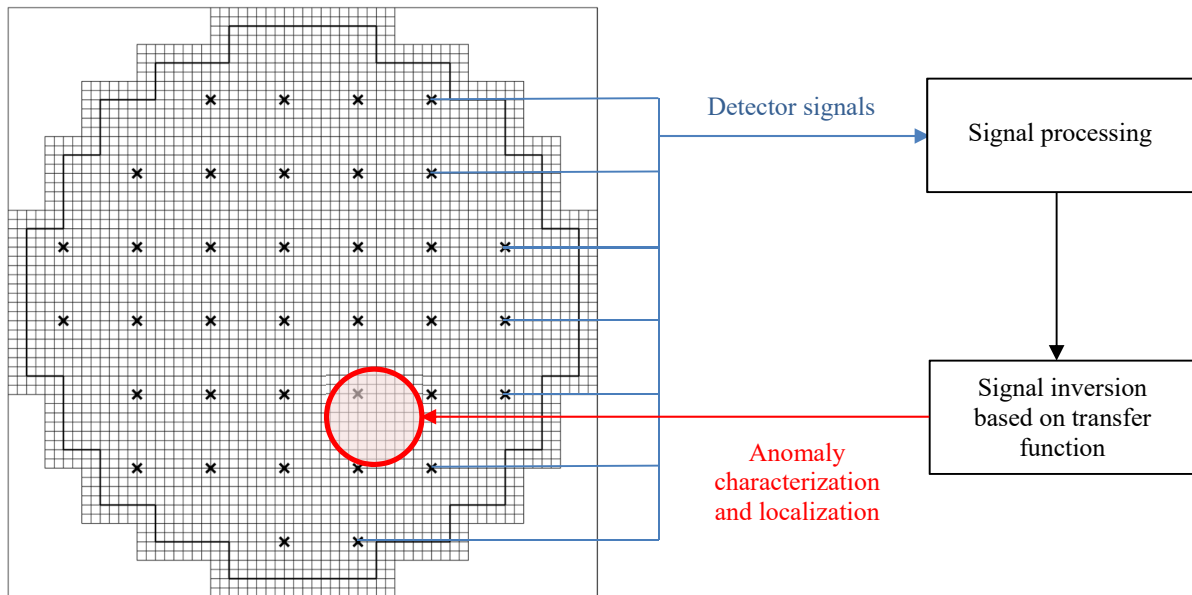 Detector signals
Signal processing
Signal inversion
based on transfer
function
Anomaly
characterization
and localization